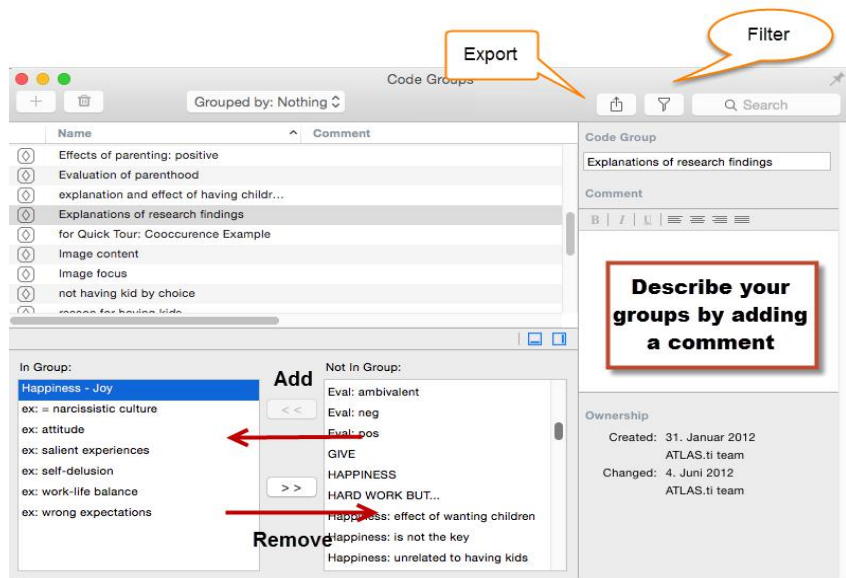 Filter
Export
Code Groups
Grouped by: Nothing
Search
Name
Comment
Effects of parenting: positive
Evaluation of parenthood
explanation and effect of having childr...
Explanations of research findings
for Quick Tour: Cooccurence Example
Image content
Image focus
not having kid by choice
reason for having kids
Code Group
Explanations of research findings
Comment
B I U
Describe your
groups by adding
a comment
In Group:
Happiness - Joy
ex: = narcissistic culture
ex: attitude
ex: salient experiences
ex: self-delusion
ex: work-life balance
ex: wrong expectations
Add
<<
>>
Remove
Not In Group:
Eval: ambivalent
Eval: neg
Eval: pos
GIVE
HAPPINESS
HARD WORK BUT...
Happiness: effect of wanting children
Happiness: is not the key
Happiness: unrelated to having kids
Ownership
Created: 31. Januar 2012
ATLAS.ti team
Changed: 4. Juni 2012
ATLAS.ti team